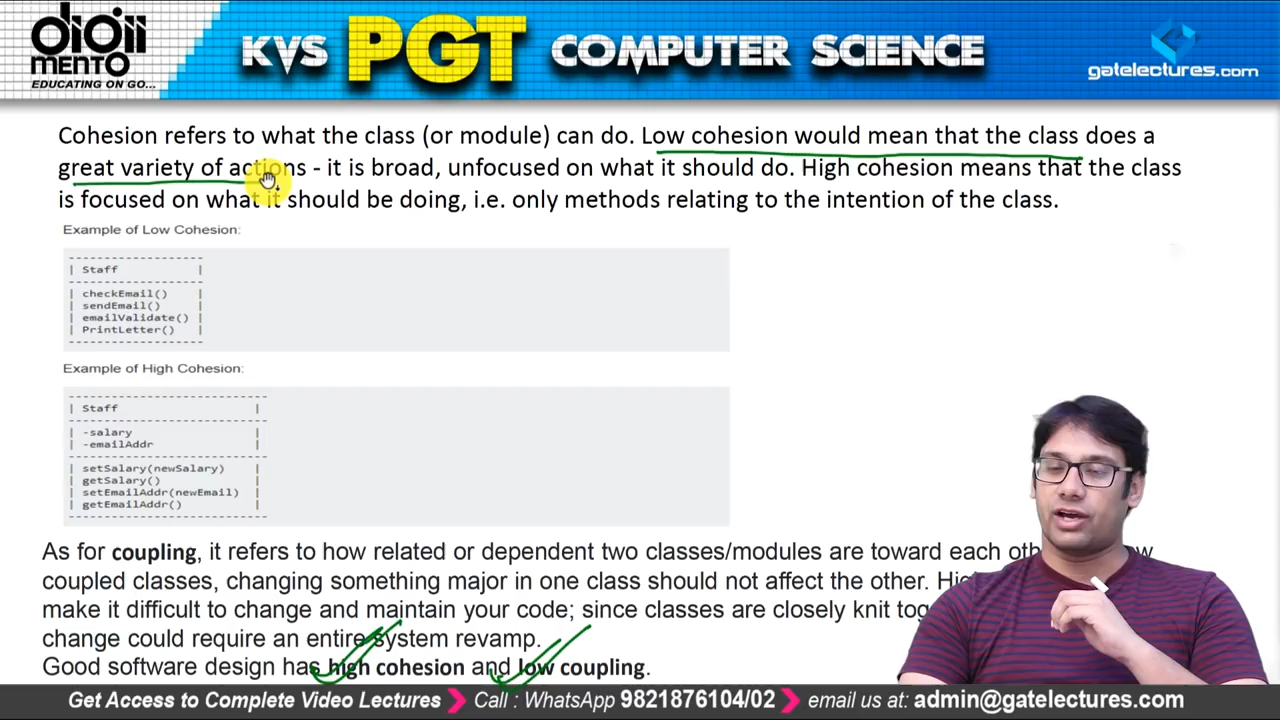 digii
MENTO
EDUCATING ON GO...
KVS PGT COMPUTER SCIENCE
gatelectures.com
Cohesion refers to what the class (or module) can do. Low cohesion would mean that the class does a
great variety of actions - it is broad, unfocused on what it should do. High cohesion means that the class
is focused on what it should be doing, i.e. only methods relating to the intention of the class.
Example of Low Cohesion:
--------------------
| Staff |
--------------------
| checkEmail() |
| sendEmail() |
| emailValidate() |
| PrintLetter() |
--------------------
Example of High Cohesion:
------------------------------
| Staff |
------------------------------
| -salary |
| -emailAddr |
------------------------------
| setSalary(newSalary) |
| getSalary() |
| setEmailAddr(newEmail) |
| getEmailAddr() |
------------------------------
As for coupling, it refers to how related or dependent two classes/modules are toward each
coupled classes, changing something major in one class should not affect the other.
make it difficult to change and maintain your code; since classes are closely knit
change could require an entire system revamp.
Good software design has high cohesion and low coupling.
Get Access to Complete Video Lectures Call : WhatsApp 9821876104/02 email us at: admin@gatelectures.com